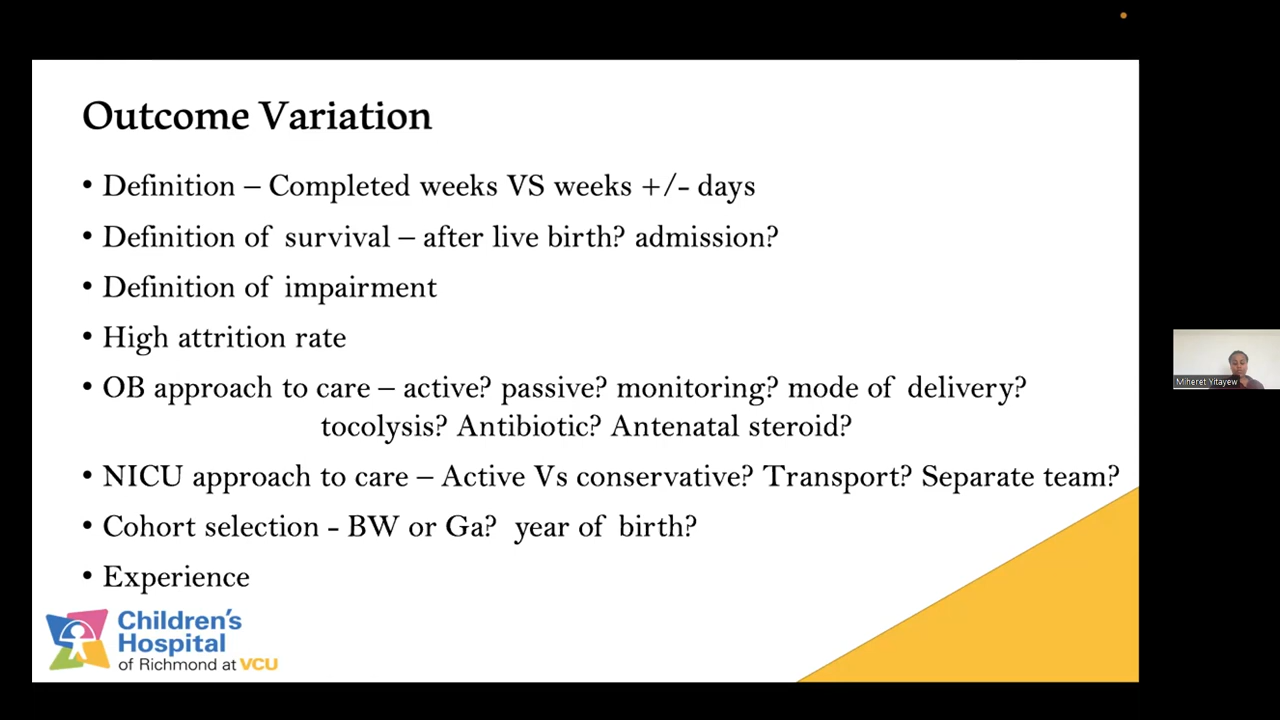 Outcome Variation
• Definition – Completed weeks VS weeks +/- days
• Definition of survival – after live birth? admission?
• Definition of impairment
• High attrition rate
• OB approach to care – active? passive? monitoring? mode of delivery?
tocolysis? Antibiotic? Antenatal steroid?
• NICU approach to care – Active Vs conservative? Transport? Separate team?
• Cohort selection - BW or Ga? year of birth?
• Experience
Children's
Hospital
of Richmond at VCU
Miheret Yitayew